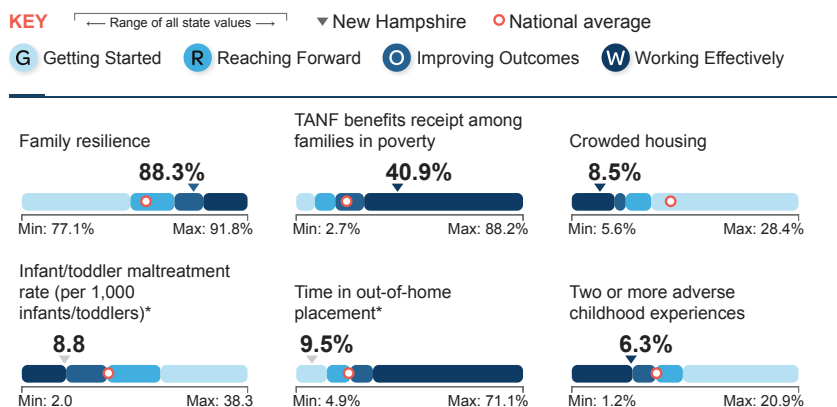 KEY ← Range of all state values → New Hampshire National average
G Getting Started R Reaching Forward O Improving Outcomes W Working Effectively
Family resilience
88.3%
Min: 77.1% Max: 91.8%
TANF benefits receipt among
families in poverty
40.9%
Min: 2.7% Max: 88.2%
Crowded housing
8.5%
Min: 5.6% Max: 28.4%
Infant/toddler maltreatment
rate (per 1,000
infants/toddlers)*
8.8
Min: 2.0 Max: 38.3
Time in out-of-home
placement*
9.5%
Min: 4.9% Max: 71.1%
Two or more adverse
childhood experiences
6.3%
Min: 1.2% Max: 20.9%